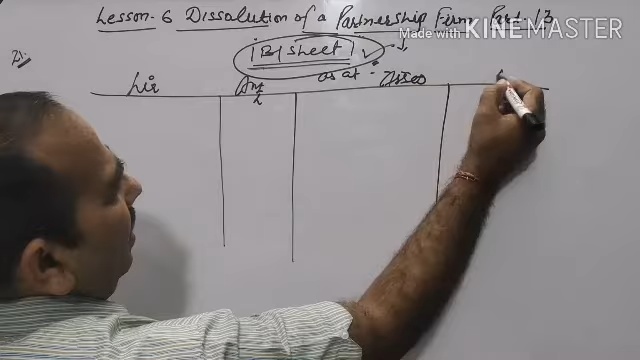 Lesson-6 Dissolution of a Partnership Firm Part-13
Made with
KINEMASTER
B/sheet
as at
Lia Amt